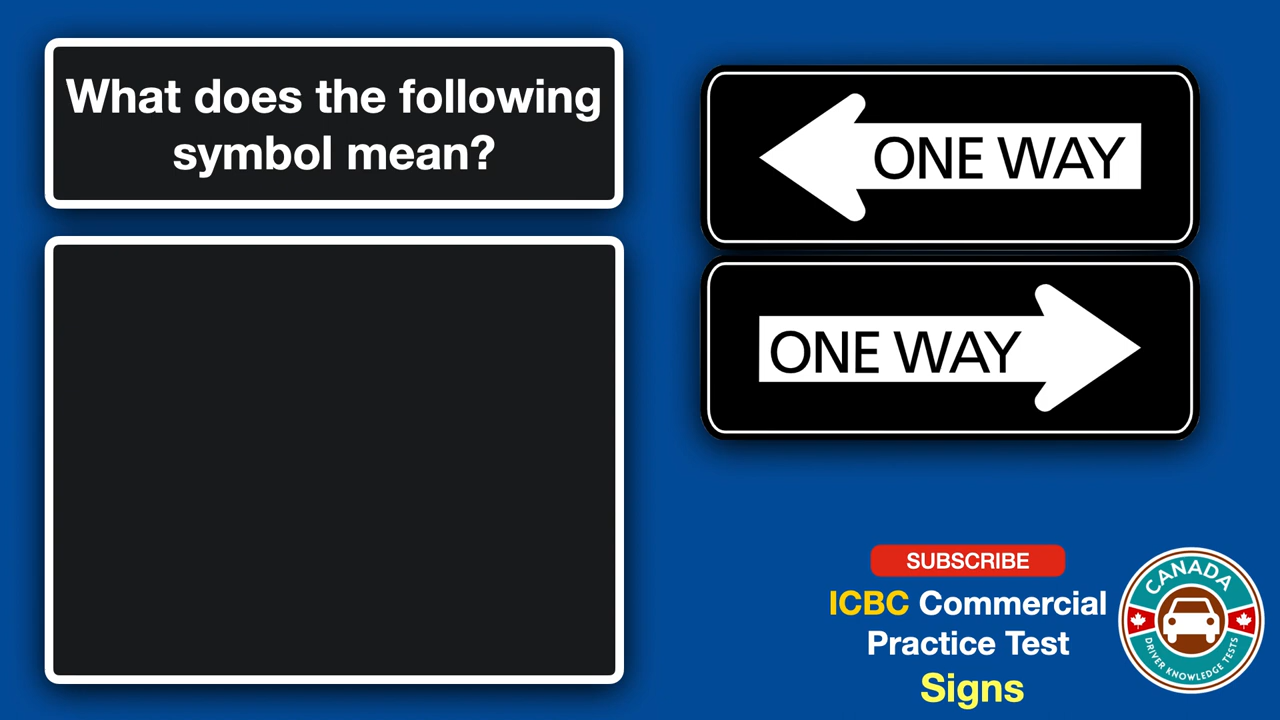 What does the following
symbol mean?
ONE WAY
ONE WAY
SUBSCRIBE
ICBC Commercial
Practice Test
Signs
CANADA
DRIVER KNOWLEDGE TESTS